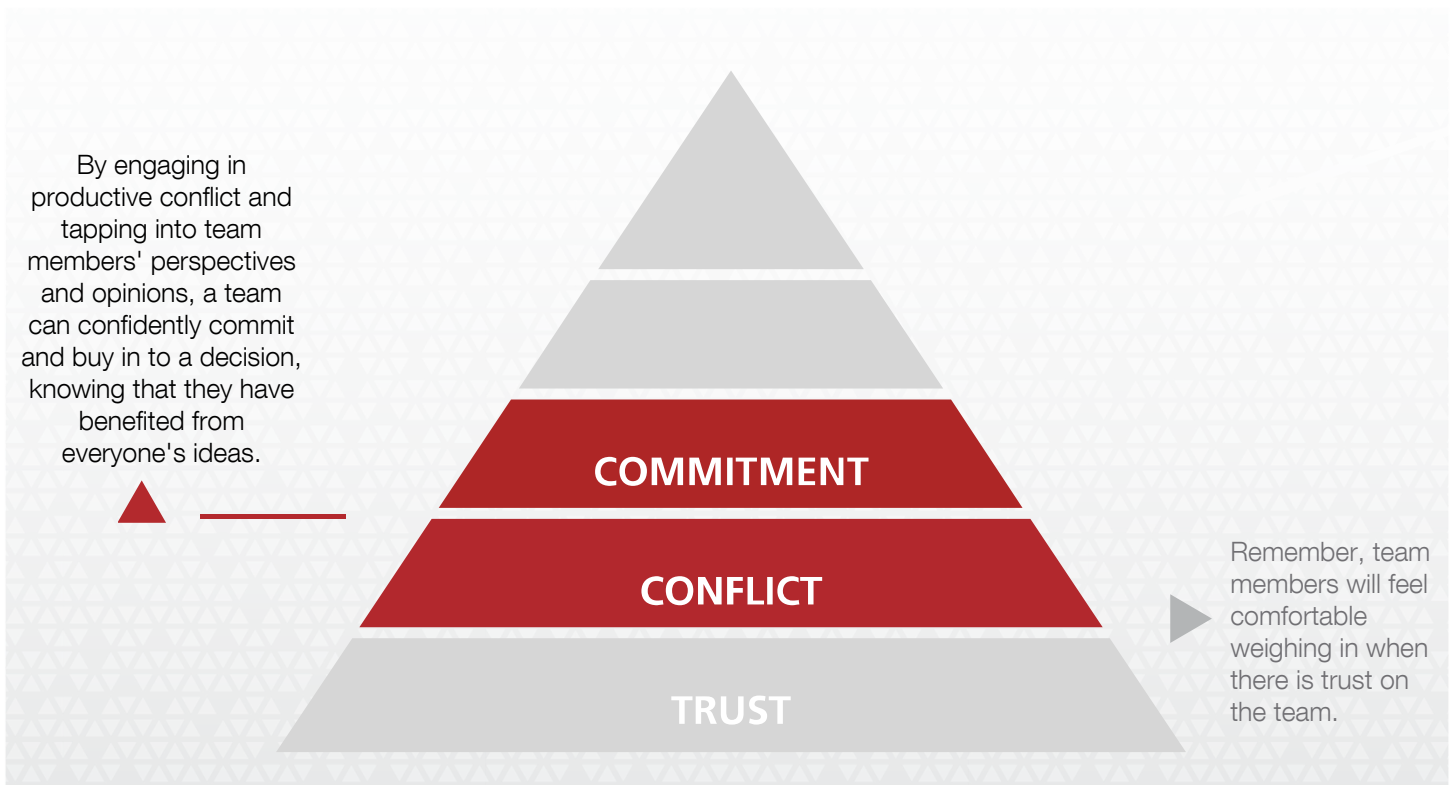 By engaging in
productive conflict and
tapping into team
members' perspectives
and opinions, a team
can confidently commit
and buy in to a decision,
knowing that they have
benefited from
everyone's ideas.
COMMITMENT
CONFLICT
TRUST
Remember, team
members will feel
comfortable
weighing in when
there is trust on
the team.